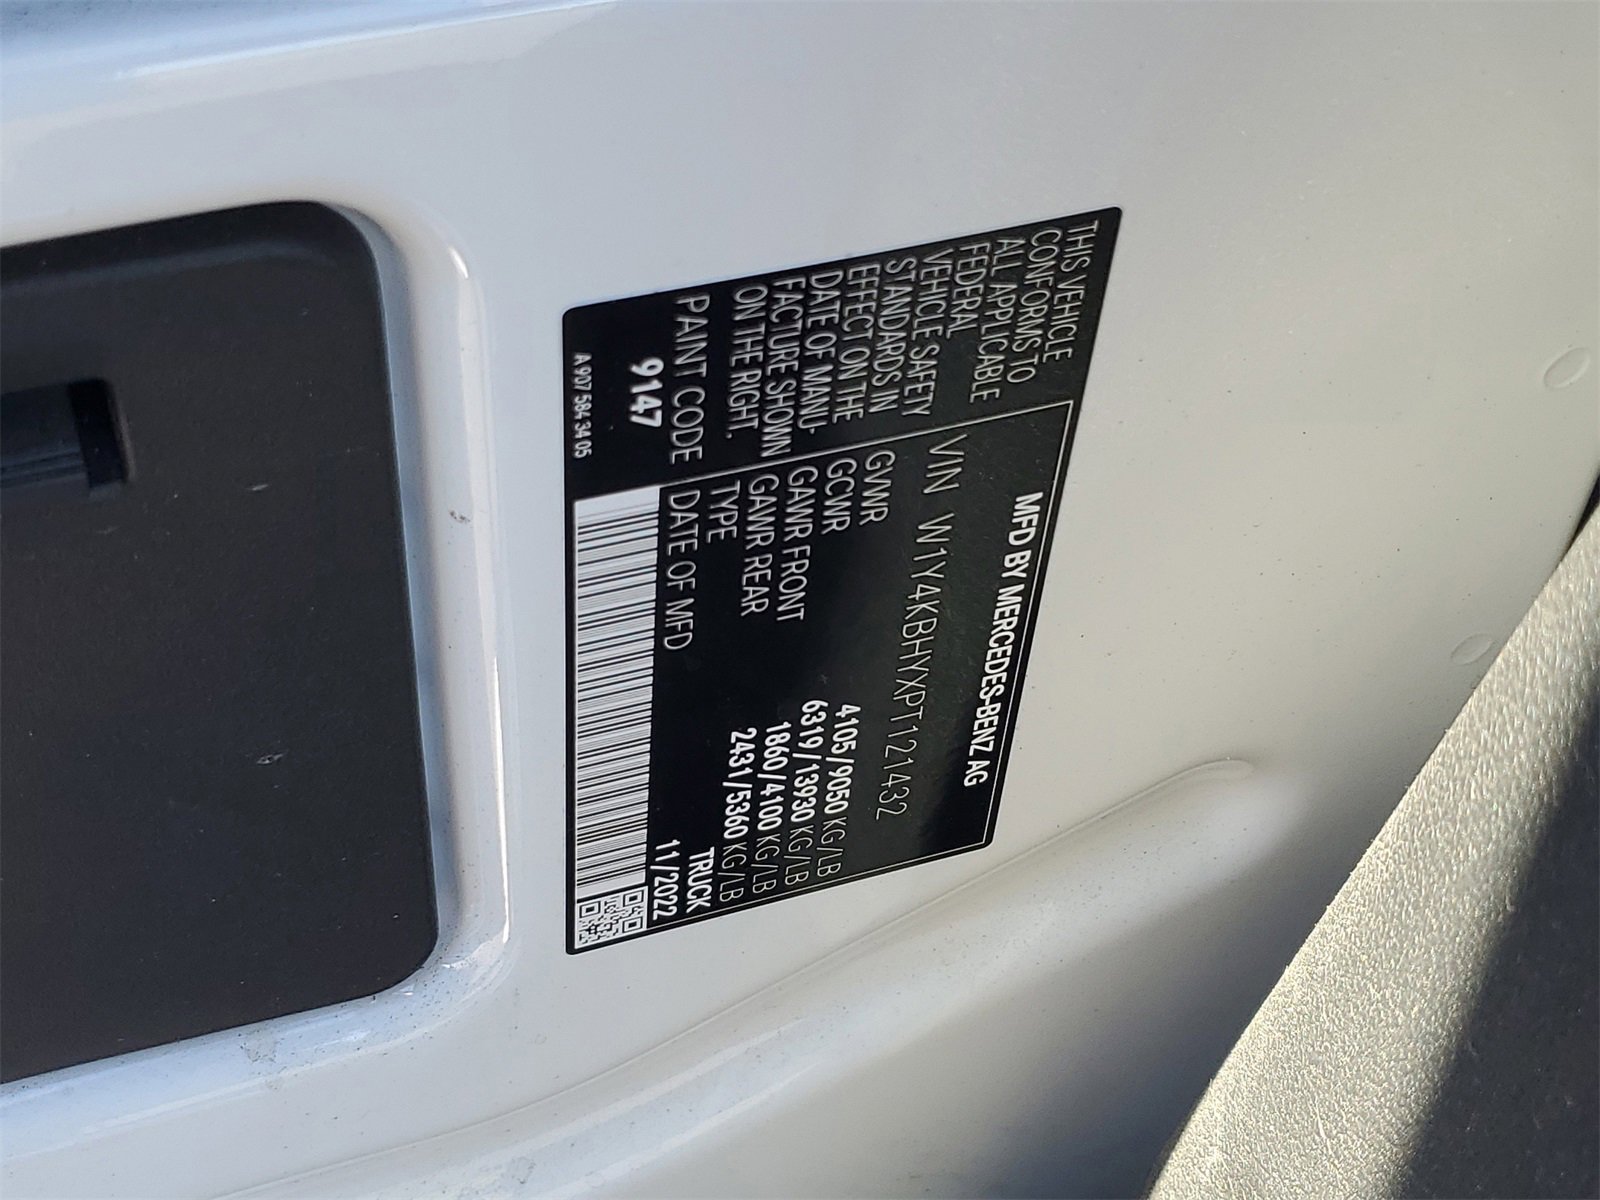 MFD BY MERCEDES-BENZ AG
THIS VEHICLE
CONFORMS TO
ALL APPLICABLE
FEDERAL
VEHICLE SAFETY
STANDARDS IN
EFFECT ON THE
DATE OF MANU-
FACTURE SHOWN
ON THE RIGHT.
PAINT CODE
9147
A 907 584 34 05
VIN W1Y4KBHYXPT121432
GVWR 4105/9050 KG/LB
GCWR 6319/13930 KG/LB
GAWR FRONT 1860/4100 KG/LB
GAWR REAR 2431/5360 KG/LB
TYPE TRUCK
DATE OF MFD 11/2022